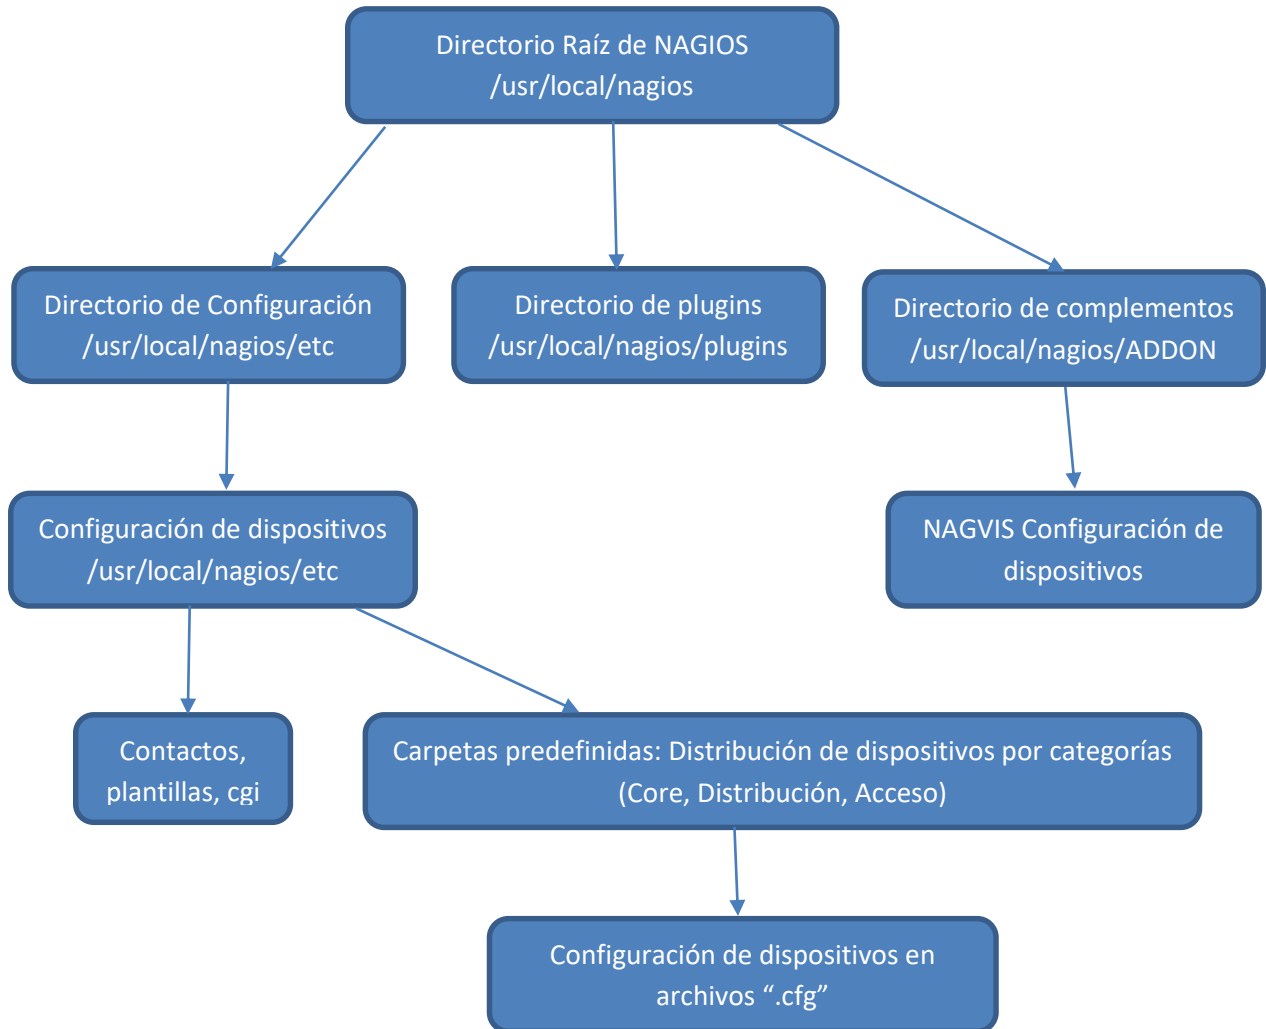 Directorio Raíz de NAGIOS
/usr/local/nagios
Directorio de Configuración
/usr/local/nagios/etc
Directorio de plugins
/usr/local/nagios/plugins
Directorio de complementos
/usr/local/nagios/ADDON
Configuración de dispositivos
/usr/local/nagios/etc
NAGVIS Configuración de
dispositivos
Contactos,
plantillas, cgi
Carpetas predefinidas: Distribución de dispositivos por categorías
(Core, Distribución, Acceso)
Configuración de dispositivos en
archivos “.cfg”